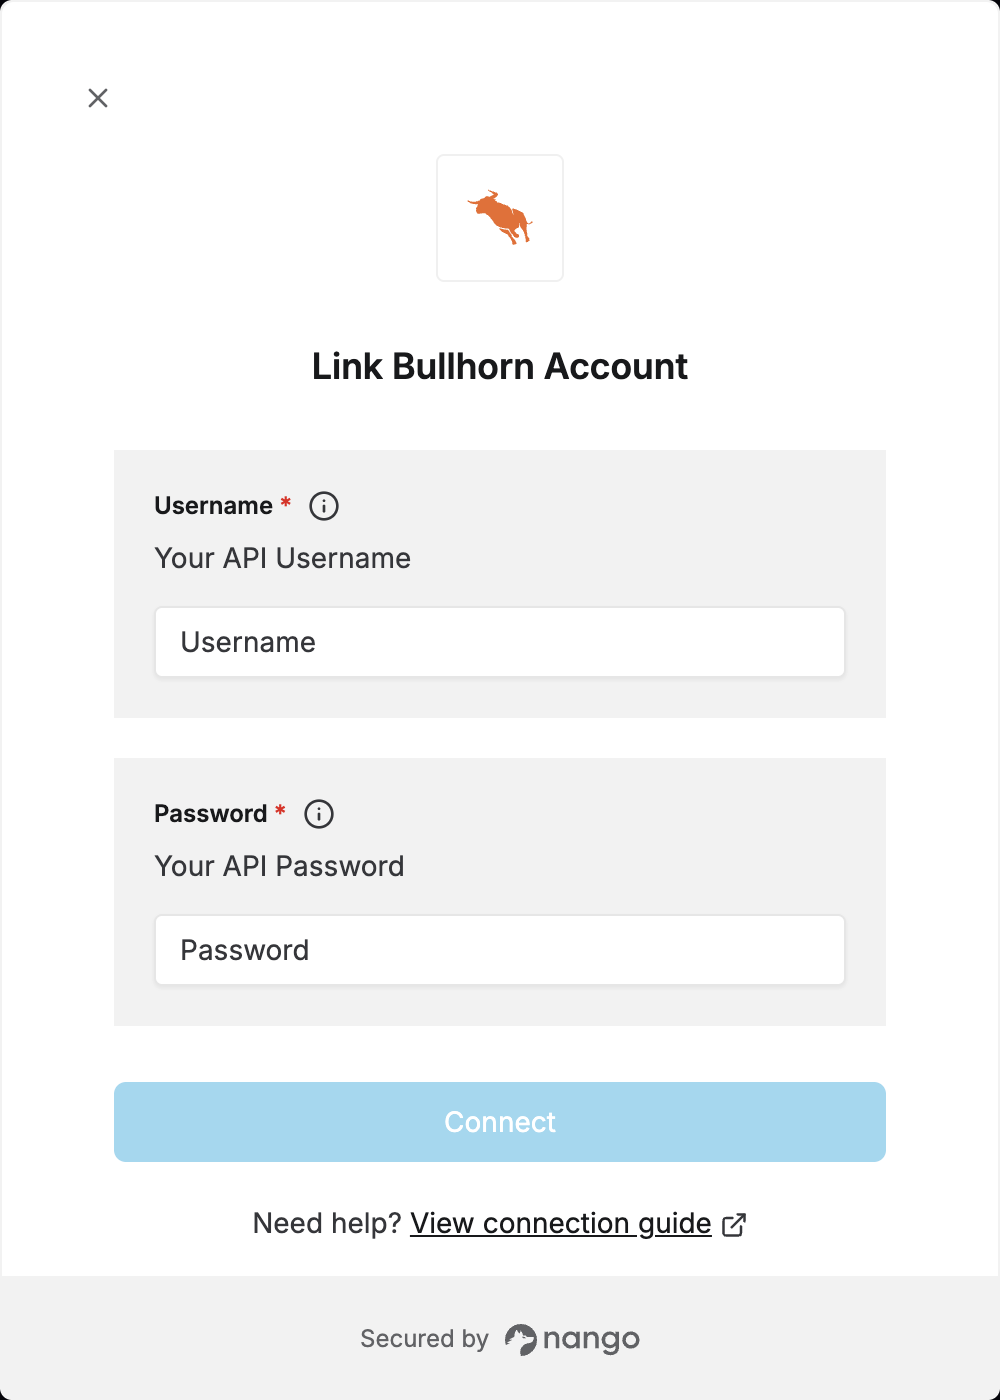 Link Bullhorn Account
Username *
Your API Username
Username
Password *
Your API Password
Password
Connect
Need help? View connection guide
Secured by nango